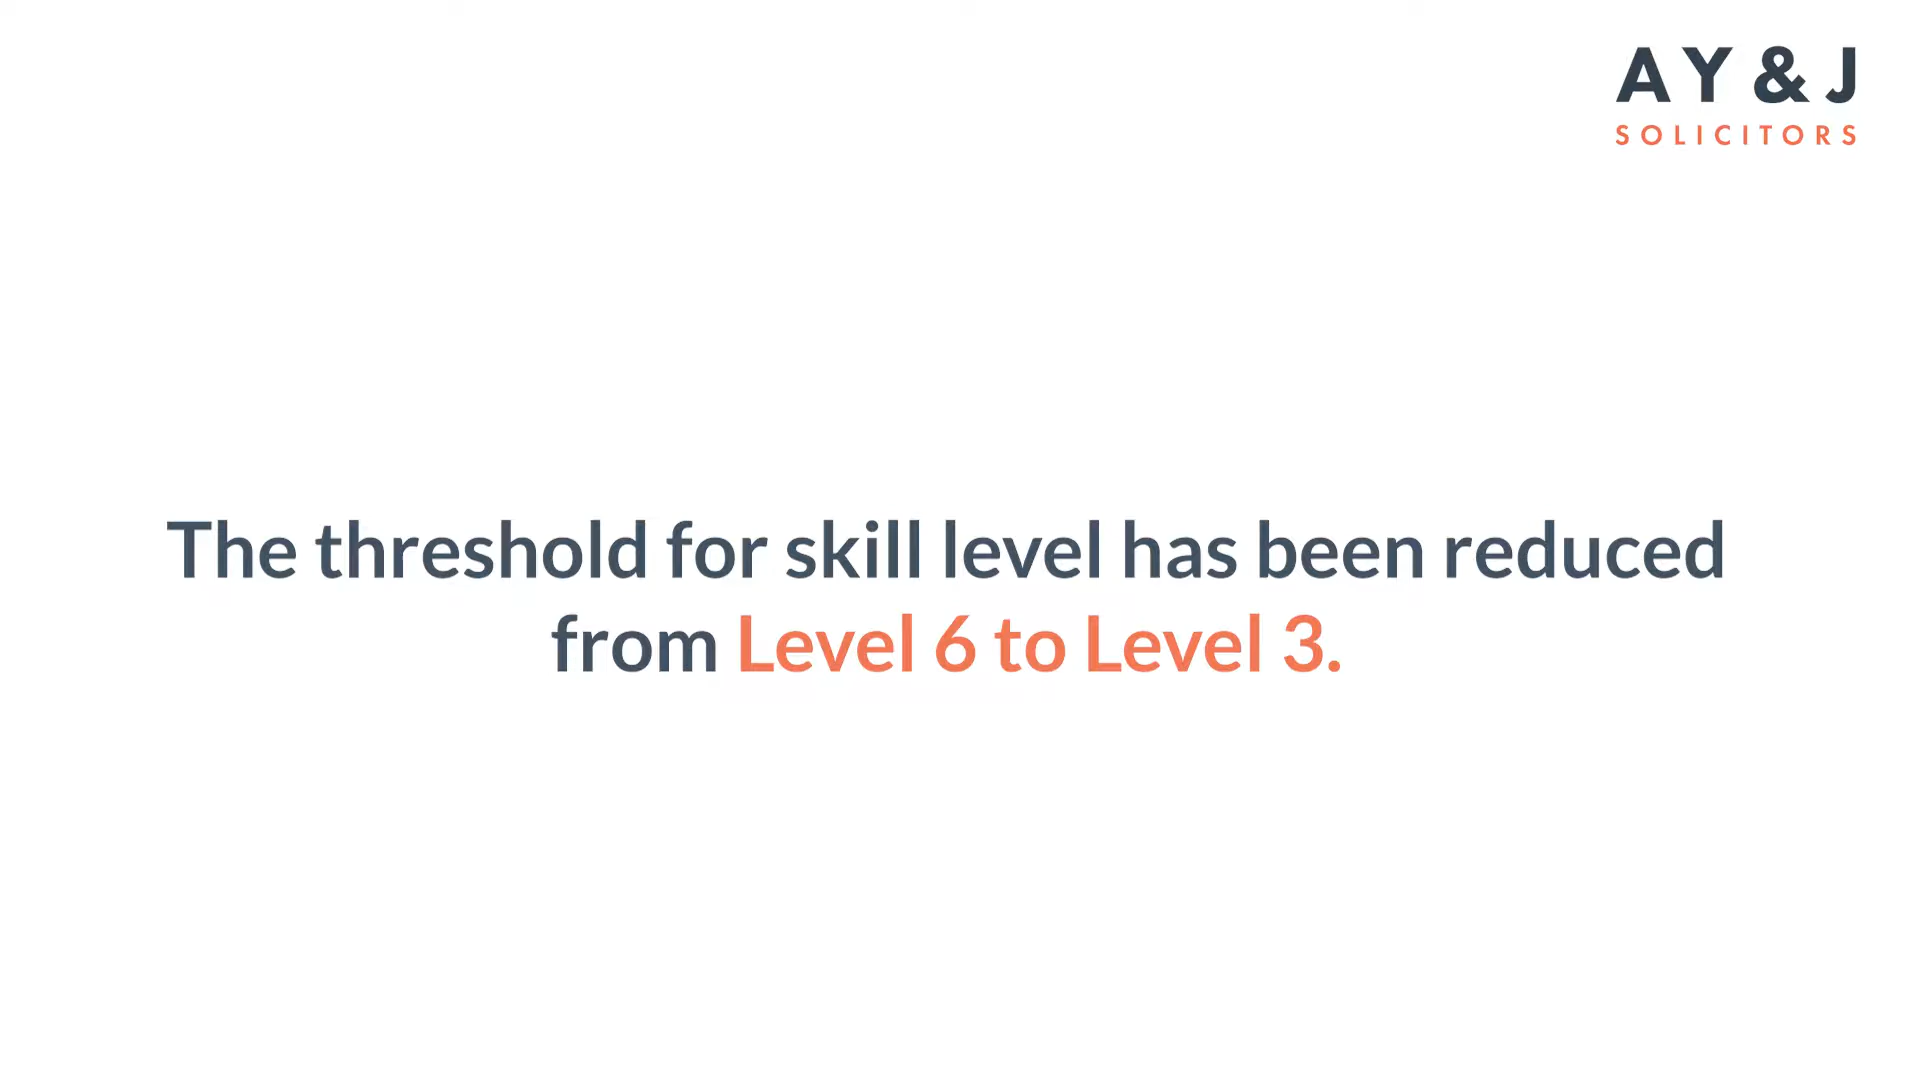 AY&J
SOLICITORS
The threshold for skill level has been reduced
from Level 6 to Level 3.